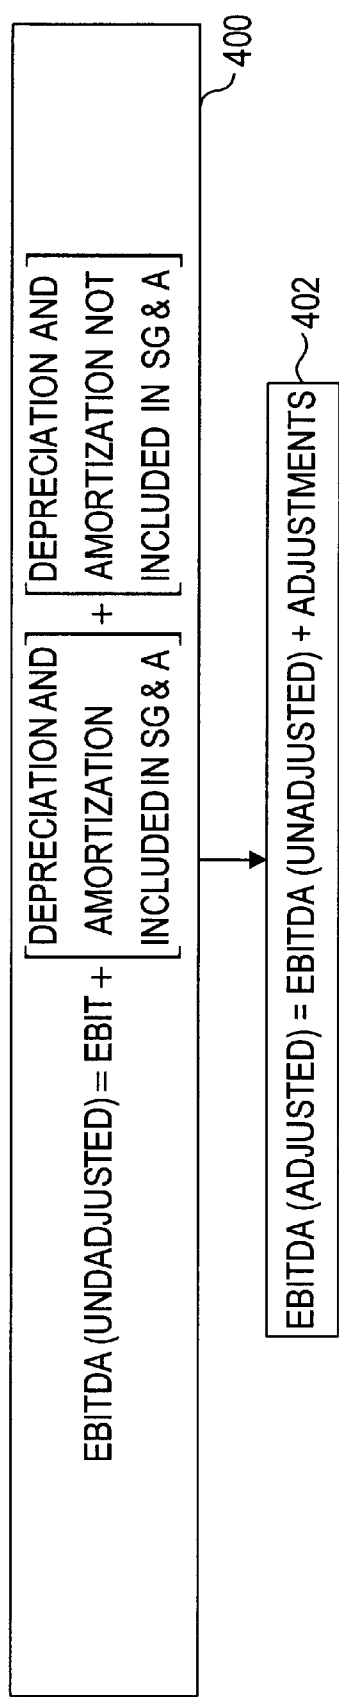 EBITDA (UNDADJUSTED) = EBIT + [DEPRECIATION AND AMORTIZATION INCLUDED IN SG & A] + [DEPRECIATION AND AMORTIZATION NOT INCLUDED IN SG & A]
400
EBITDA (ADJUSTED) = EBITDA (UNADJUSTED) + ADJUSTMENTS
402